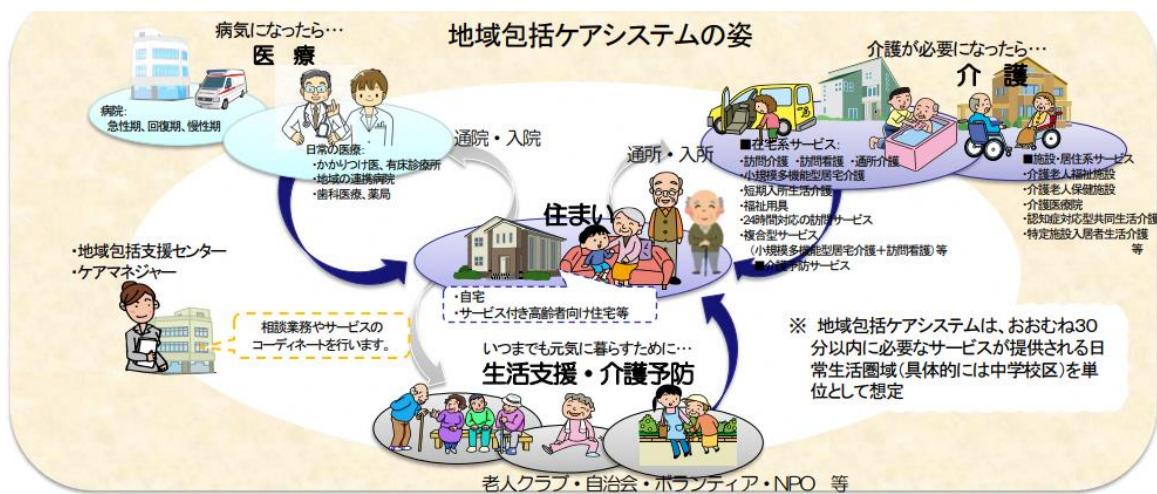 地域包括ケアシステムの姿
病気になったら…
医 療
病院:
急性期、回復期、慢性期
日常の医療:
・かかりつけ医、有床診療所
・地域の連携病院
・歯科医療、薬局
通院・入院
通所・入所
介護が必要になったら…
介 護
■在宅系サービス:
・訪問介護 ・訪問看護 ・通所介護
・小規模多機能型居宅介護
・短期入所生活介護
・福祉用具
・24時間対応の訪問サービス
・複合型サービス
(小規模多機能型居宅介護+訪問看護)等
■介護予防サービス
■施設・居住系サービス
・介護老人福祉施設
・介護老人保健施設
・介護医療院
・認知症対応型共同生活介護
・特定施設入居者生活介護
等
住まい
・自宅
・サービス付き高齢者向け住宅等
・地域包括支援センター
・ケアマネジャー
相談業務やサービスの
コーディネートを行います。
いつまでも元気に暮らすために…
生活支援・介護予防
老人クラブ・自治会・ボランティア・NPO 等
※ 地域包括ケアシステムは、おおむね30
分以内に必要なサービスが提供される日
常生活圏域(具体的には中学校区)を単
位として想定